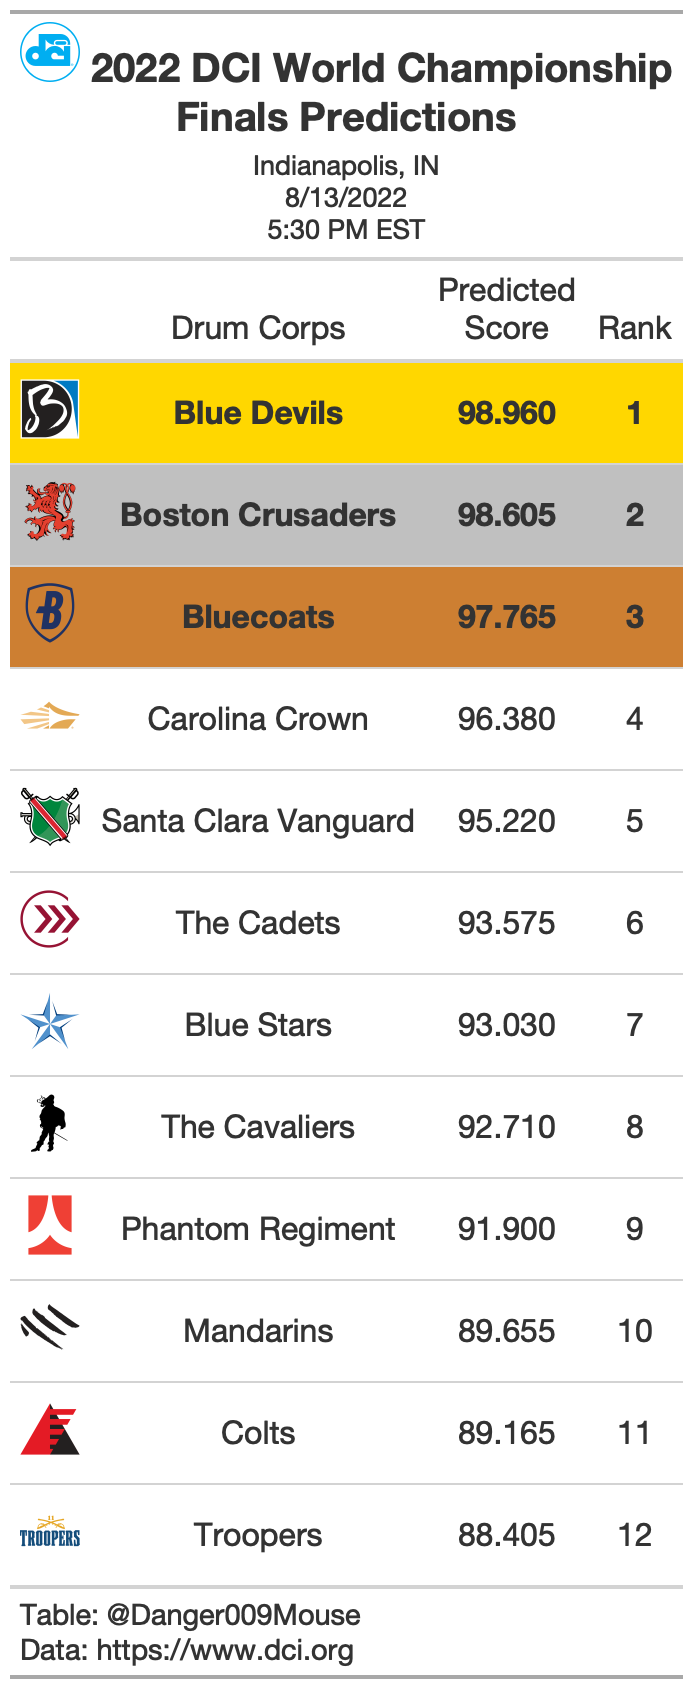 dci
2022 DCI World Championship
Finals Predictions
Indianapolis, IN
8/13/2022
5:30 PM EST
Predicted
Drum Corps Score Rank
B Blue Devils 98.960 1
Boston Crusaders 98.605 2
B Bluecoats 97.765 3
Carolina Crown 96.380 4
Santa Clara Vanguard 95.220 5
The Cadets 93.575 6
Blue Stars 93.030 7
The Cavaliers 92.710 8
Phantom Regiment 91.900 9
Mandarins 89.655 10
Colts 89.165 11
TROOPERS Troopers 88.405 12
Table: @Danger009Mouse
Data: https://www.dci.org